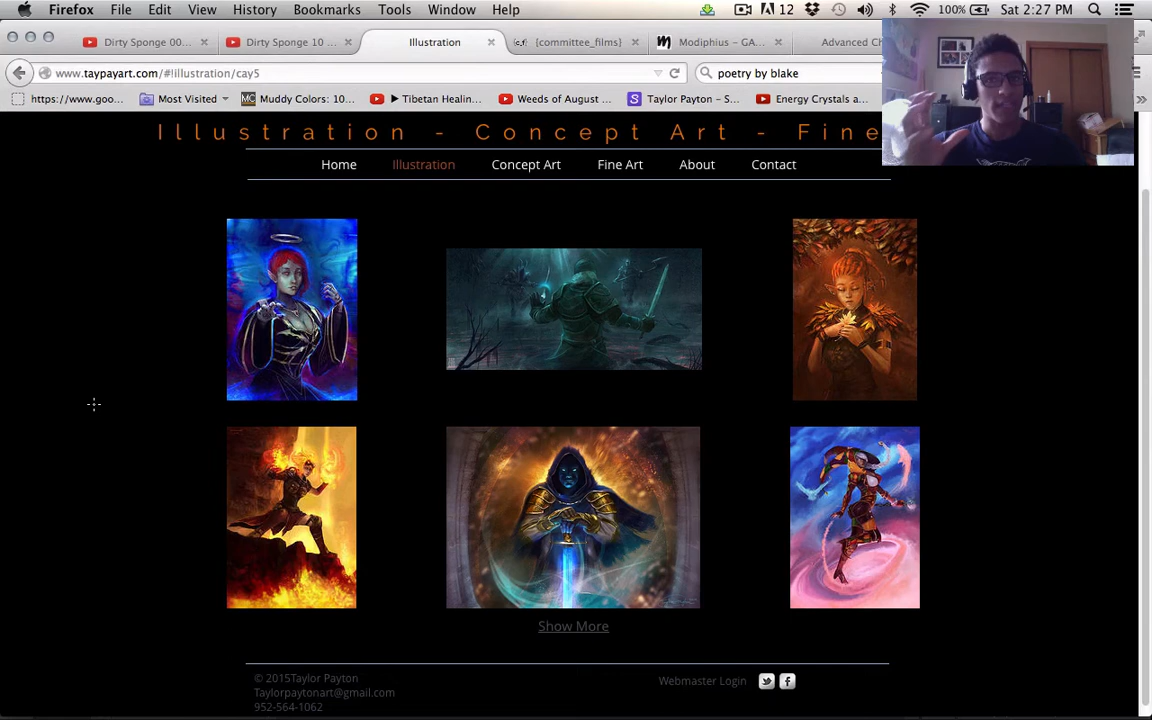 Firefox File Edit View History Bookmarks Tools Window Help 12 100% Sat 2:27 PM
Dirty Sponge 00... Dirty Sponge 10 ... Illustration {committee_films} Modiphius – GA... Advanced Ch
www.taypayart.com/#!illustration/cay5 poetry by blake
https://www.goo... Most Visited Muddy Colors: 10... ▶ Tibetan Healin... Weeds of August ... Taylor Payton – S... Energy Crystals a...
Illustration - Concept Art - Fine
Home Illustration Concept Art Fine Art About Contact
Show More
© 2015Taylor Payton
Taylorpaytonart@gmail.com
952-564-1062
Webmaster Login